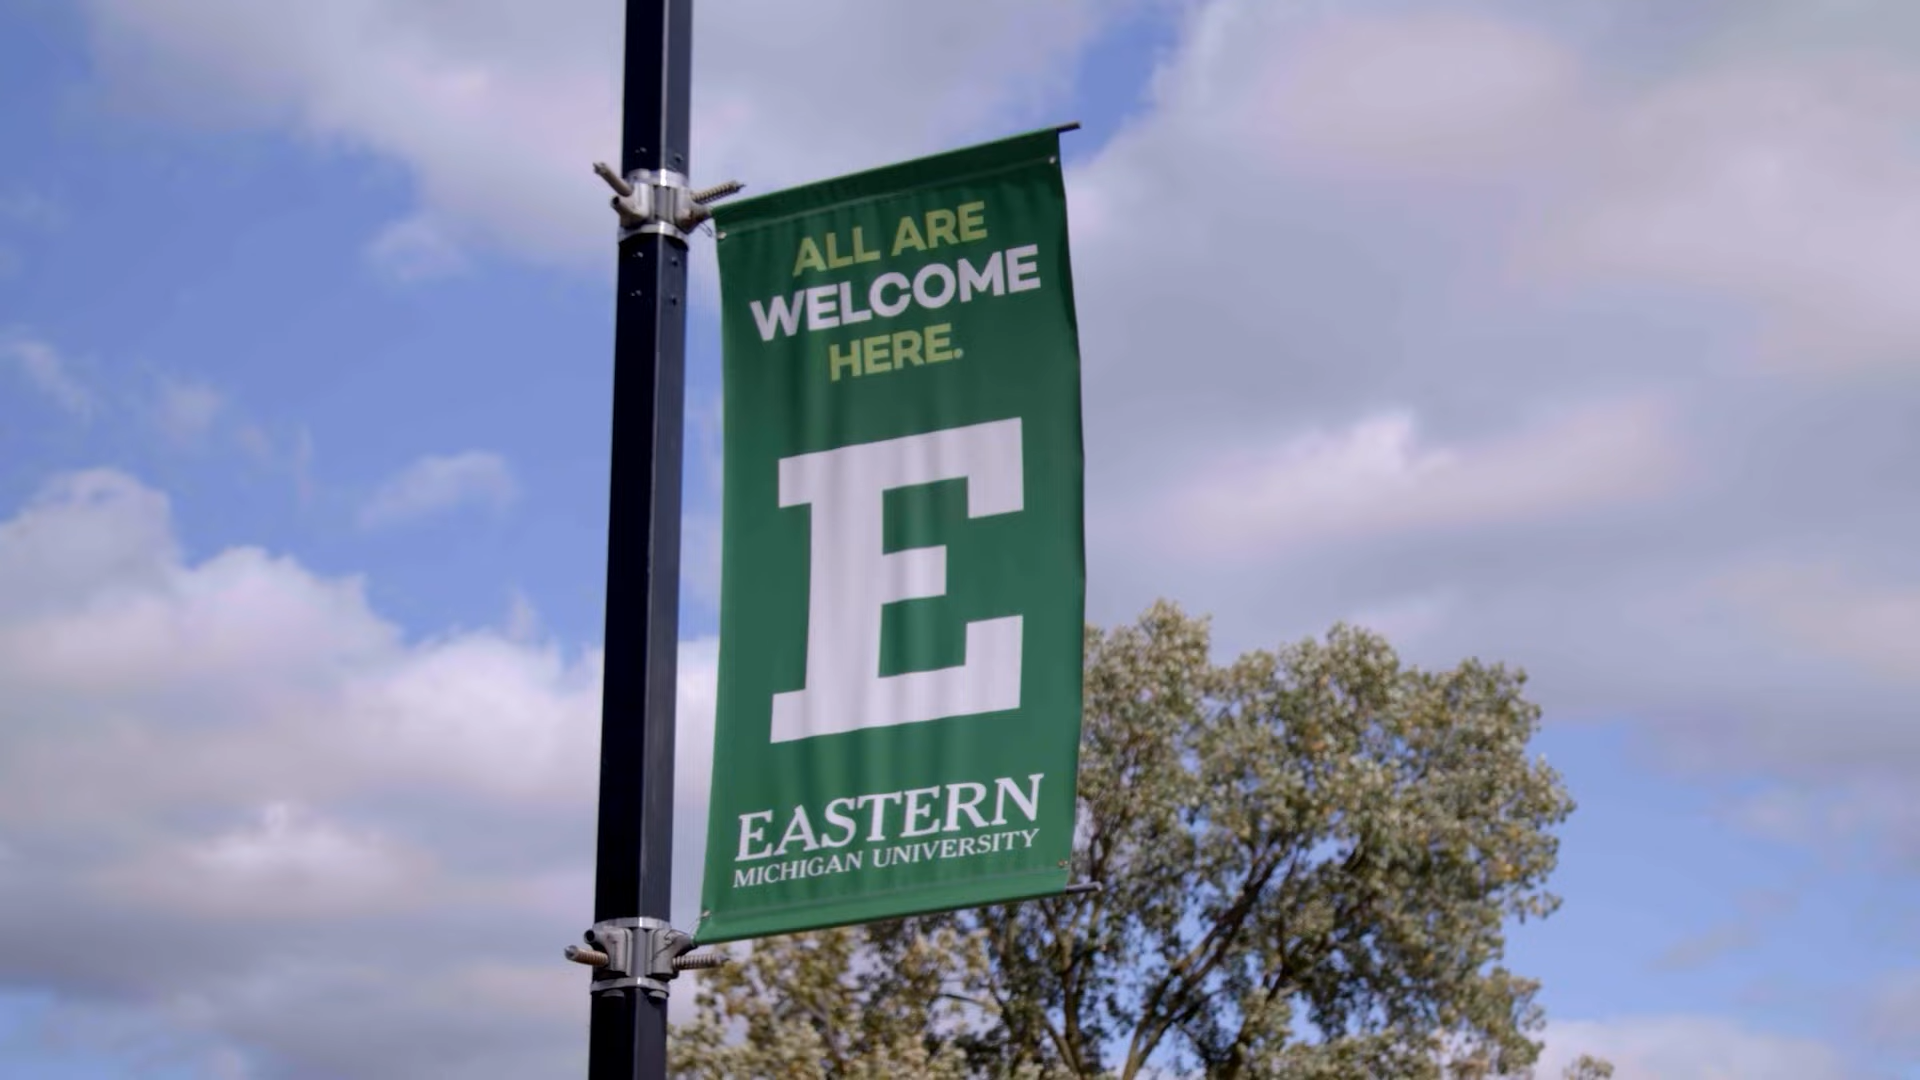 ALL ARE
WELCOME
HERE.
E
EASTERN
MICHIGAN UNIVERSITY